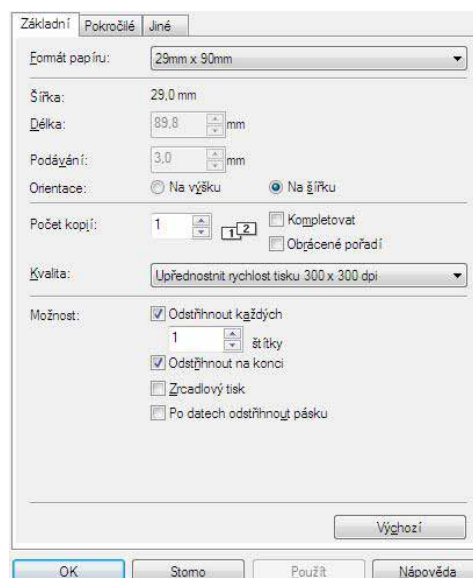 Základní Pokročilé Jiné
Formát papíru: 29mm x 90mm
Šířka: 29,0 mm
Délka: 89,8 mm
Podávání: 3,0 mm
Orientace: Na výšku Na šířku
Počet kopií: 1 1 2 Kompletovat
Obrácené pořadí
Kvalita: Upřednostnit rychlost tisku 300 x 300 dpi
Možnost: Odstřihnout každých
1 štítky
Odstřihnout na konci
Zrcadlový tisk
Po datech odstřihnout pásku
Výchozí
OK Storno Použít Nápověda